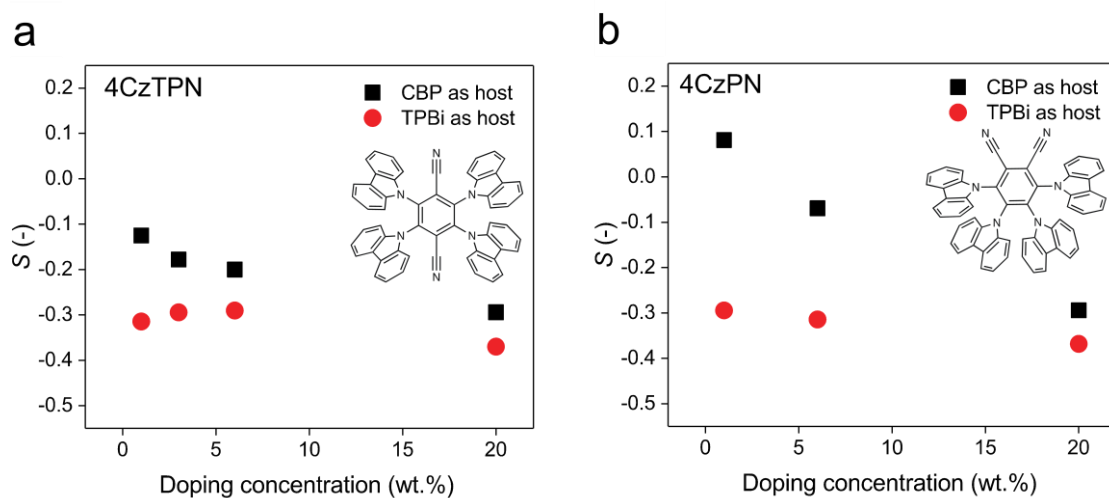 a
4CzTPN
CBP as host
TPBi as host
0.2
0.1
0.0
-0.1
-0.2
-0.3
-0.4
-0.5
S (-)
N
N
N
N
N
N
0
5
10
15
20
Doping concentration (wt.%)
b
4CzPN
CBP as host
TPBi as host
0.2
0.1
0.0
-0.1
-0.2
-0.3
-0.4
-0.5
S (-)
N
N
N
N
N
N
0
5
10
15
20
Doping concentration (wt.%)